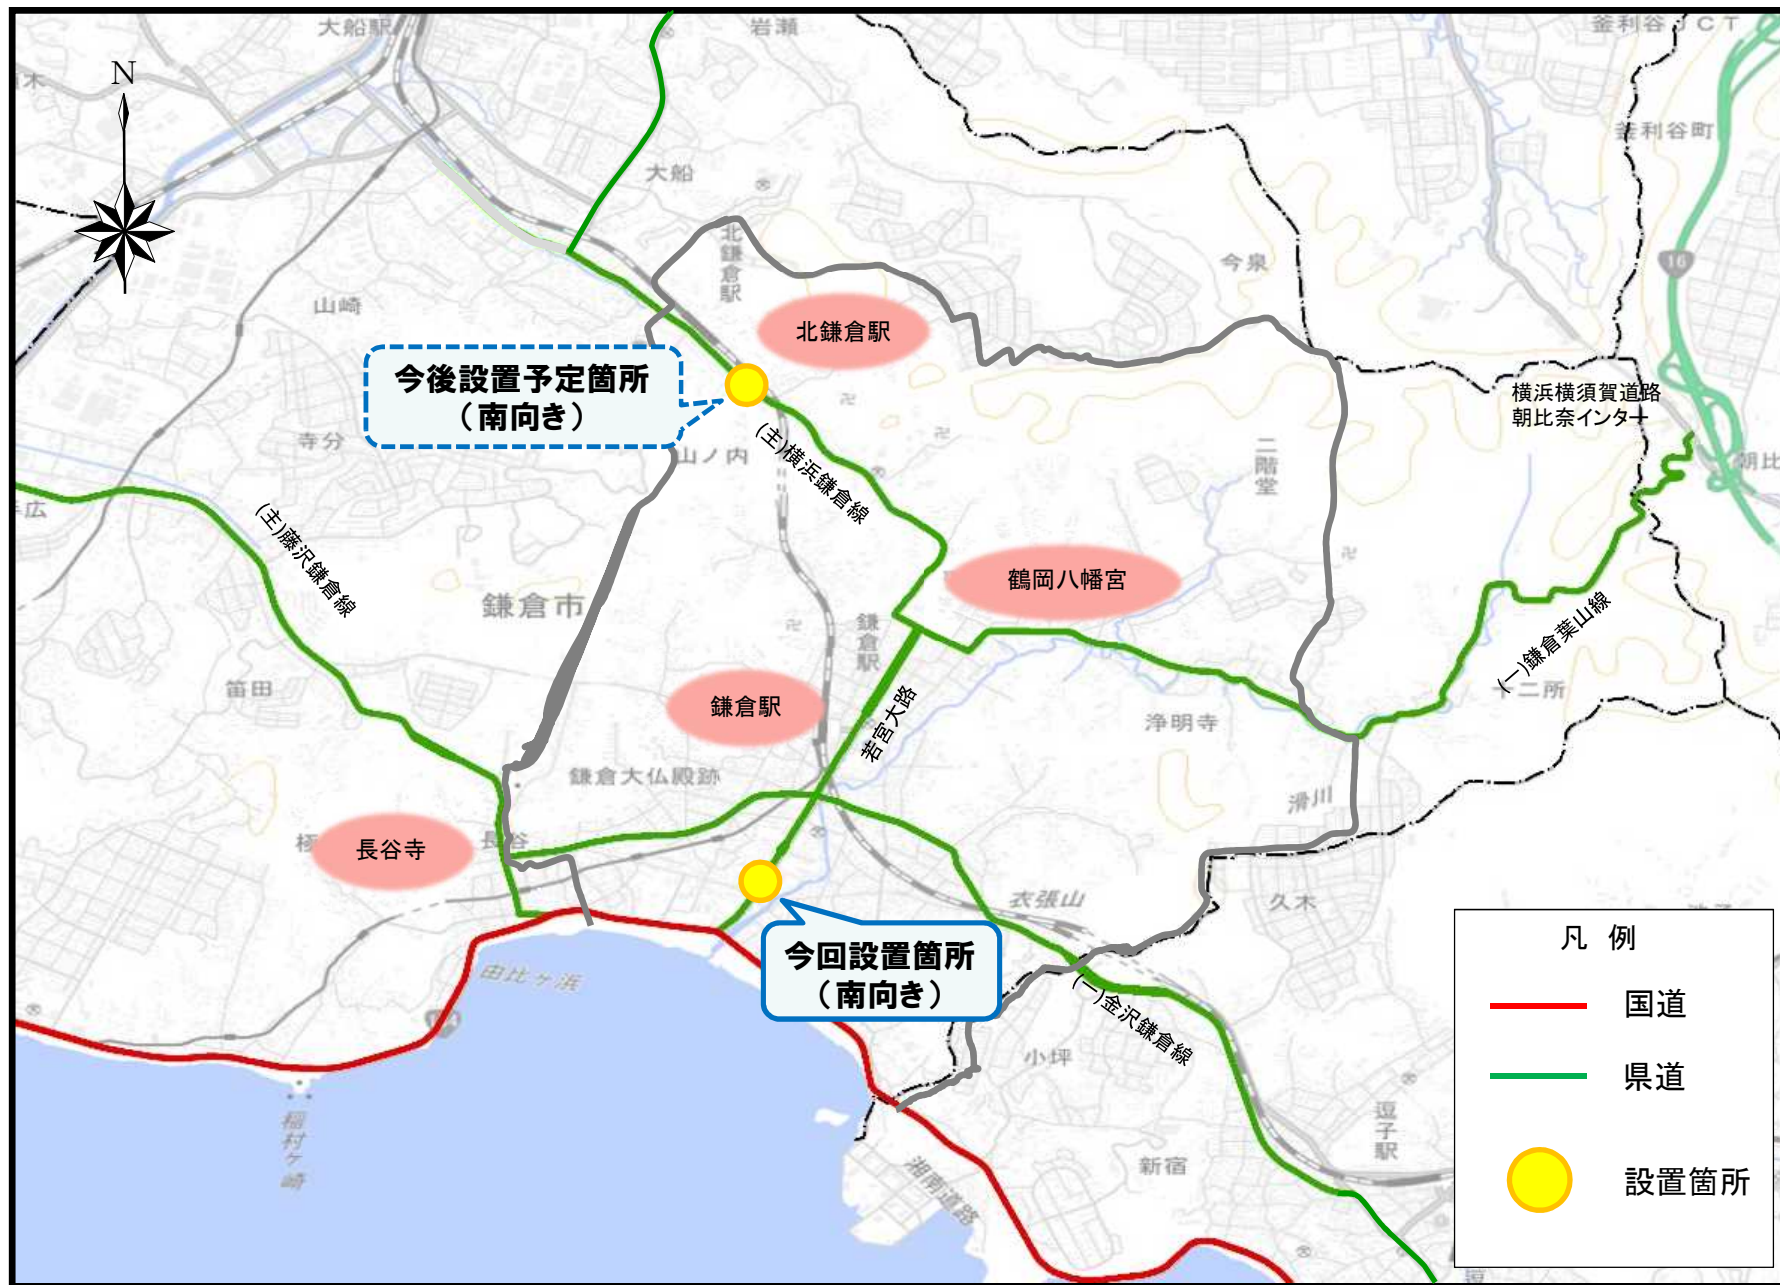 大船駅
岩瀬
釜利谷JCT
N
釜利谷町
大船
北鎌倉駅
今泉
16
山崎
北鎌倉駅
今後設置予定箇所
（南向き）
横浜横須賀道路
朝比奈インター
寺分
山ノ内
(主)横浜鎌倉線
二階堂
朝比
手広
(主)藤沢鎌倉線
鎌倉市
鶴岡八幡宮
鎌倉駅
(一)鎌倉葉山線
笛田
鎌倉駅
若宮大路
浄明寺
十二所
鎌倉大仏殿跡
滑川
極
長谷寺
長谷
衣張山
久木
今回設置箇所
（南向き）
由比ヶ浜
(一)金沢鎌倉線
小坪
稲村ヶ崎
湘南道路
新宿
逗子駅
凡 例
国道
県道
設置箇所